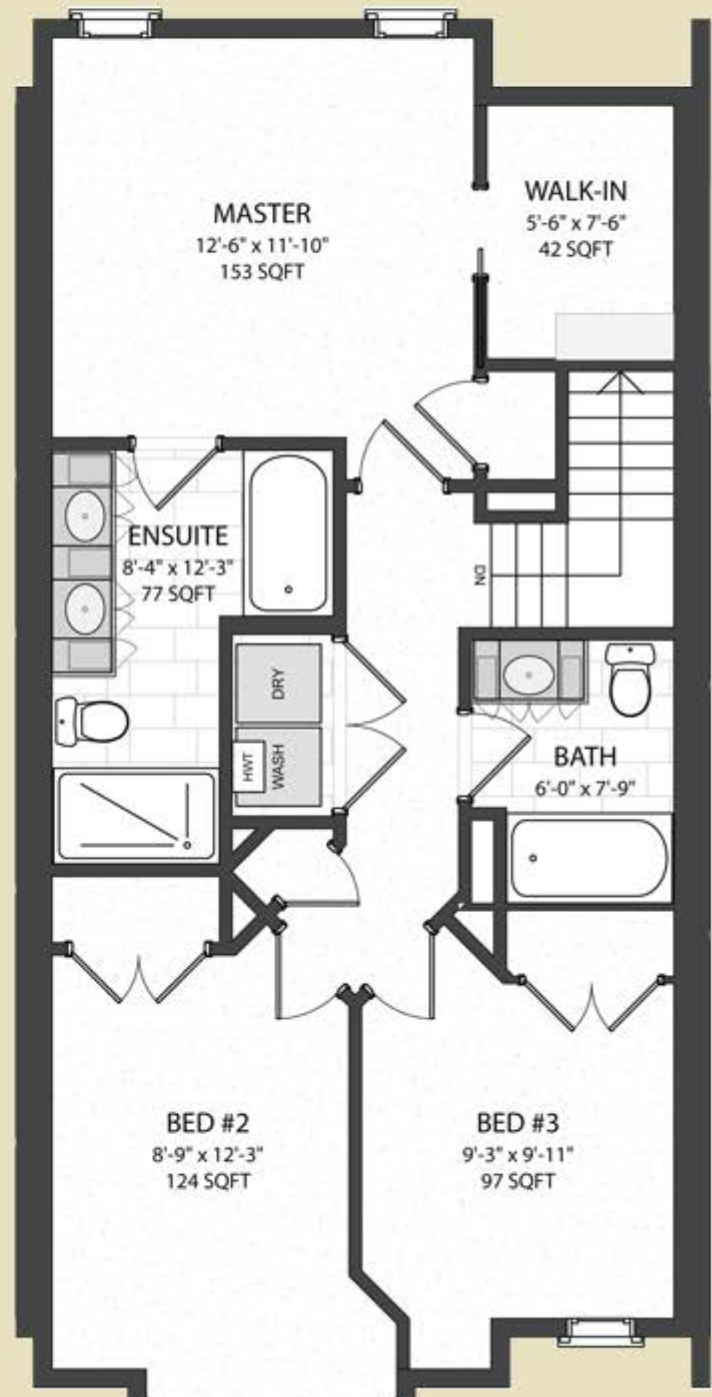 MASTER
12'-6" x 11'-10"
153 SQFT
WALK-IN
5'-6" x 7'-6"
42 SQFT
ENSUITE
8'-4" x 12'-3"
77 SQFT
DN
DRY
WASH
HWT
BATH
6'-0" x 7'-9"
BED #2
8'-9" x 12'-3"
124 SQFT
BED #3
9'-3" x 9'-11"
97 SQFT